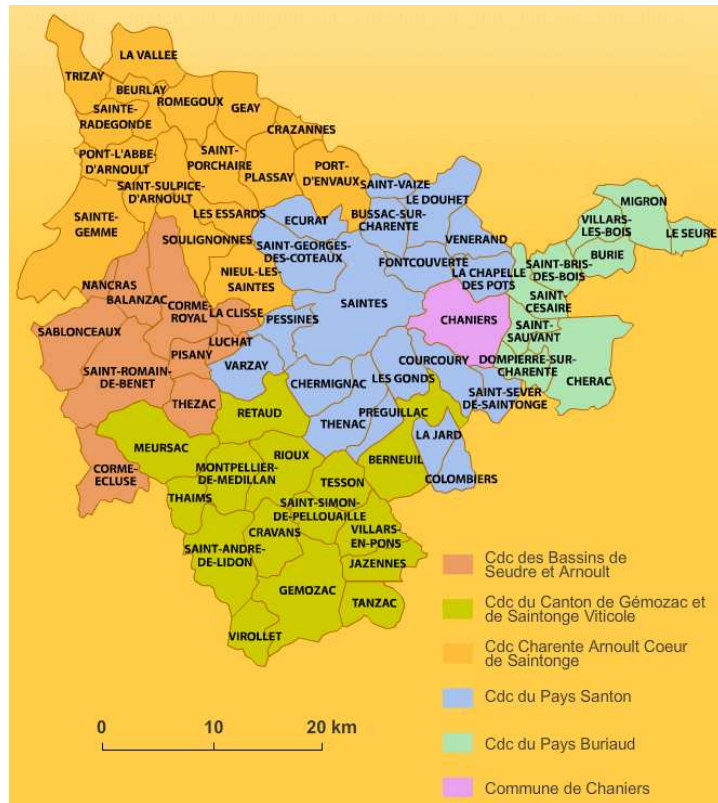 LA VALLEE
TRIZAY
BEURLAY
ROMEGOUX
GEAY
SAINTE-
RADEGONDE
CRAZANNES
PONT-L'ABBE-
D'ARNOULT
SAINT-
PORCHAIRE
PLASSAY
PORT-
D'ENVAUX
SAINT-SULPICE-
D'ARNOULT
SAINT-VAIZE
LE DOUHET
MIGRON
SAINTE-
GEMME
LES ESSARDS
ECURAT
BUSSAC-SUR-
CHARENTE
VILLARS-
LES-BOIS
LE SEURE
SOULIGNONNES
SAINT-GEORGES-
DES-COTEAUX
VENERAND
BURIE
FONTCOUVERTE
SAINT-BRIS-
DES-BOIS
NIEUL-LES-
SAINTES
LA CHAPELLE
DES POTS
NANCRAS
BALANZAC
CORME-
ROYAL
LA CLISSE
SAINTES
SAINT-
CESAIRE
PESSINES
CHANIERS
SABLONCEAUX
SAINT-
SAUVANT
LUCHAT
PISANY
VARZAY
COURCOURY
DOMPIERRE-SUR-
CHARENTE
SAINT-ROMAIN-
DE-BENET
CHERMIGNAC
LES GONDS
CHERAC
THEZAC
SAINT-SEVER-
DE-SAINTONGE
RETAUD
PREGUILLAC
THENAC
LA JARD
MEURSAC
RIOUX
BERNEUIL
CORME-
ECLUSE
MONTPELLIER-
DE-MEDILLAN
TESSON
COLOMBIERS
THAIMS
SAINT-SIMON-
DE-PELLOUAILLE
CRAVANS
VILLARS-
EN-PONS
SAINT-ANDRE-
DE-LIDON
JAZENNES
GEMOZAC
TANZAC
VIROLLET
Cdc des Bassins de
Seudre et Arnoult
Cdc du Canton de Gémozac et
de Saintonge Viticole
Cdc Charente Arnoult Coeur
de Saintonge
Cdc du Pays Santon
Cdc du Pays Buriaud
Commune de Chaniers
0 10 20 km